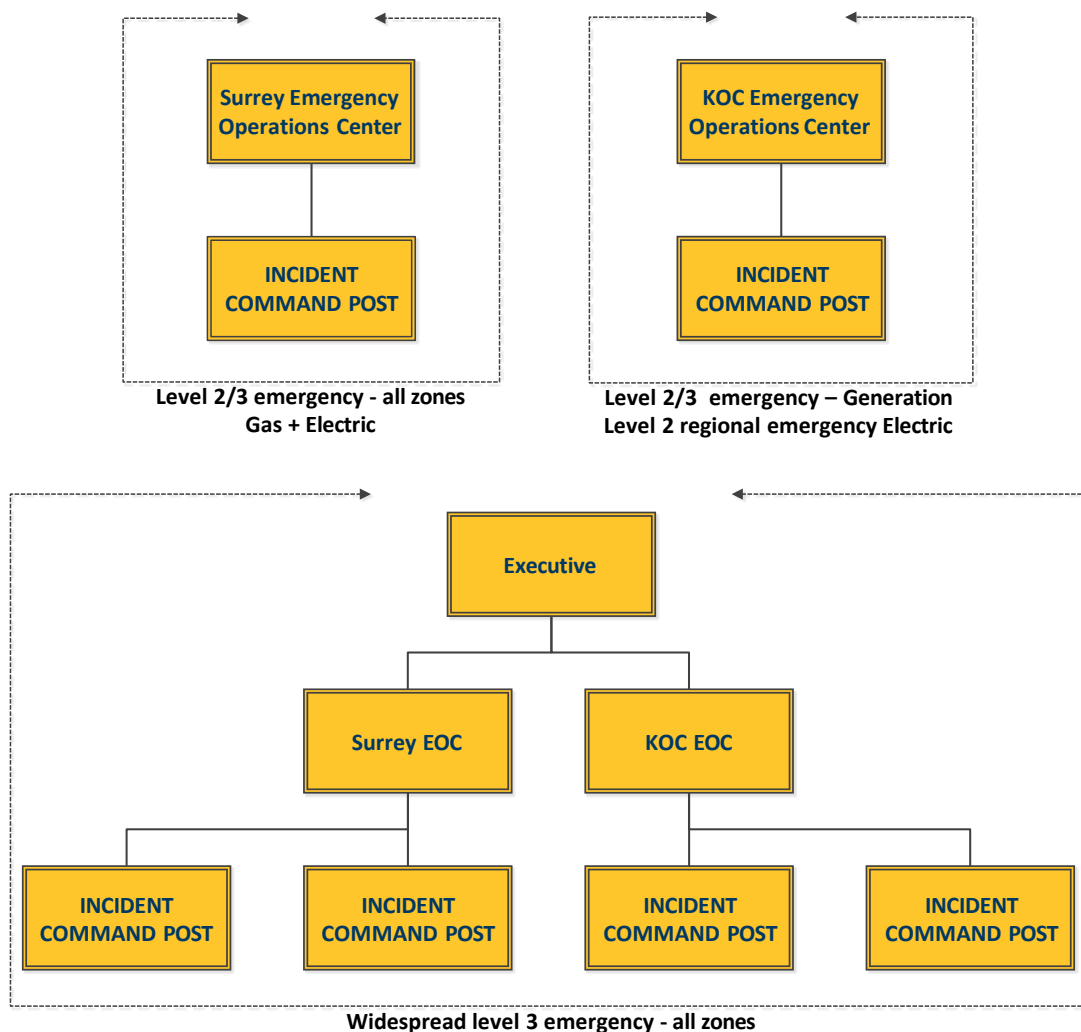 Surrey Emergency
Operations Center
INCIDENT
COMMAND POST
Level 2/3 emergency - all zones
Gas + Electric
KOC Emergency
Operations Center
INCIDENT
COMMAND POST
Level 2/3  emergency – Generation
Level 2 regional emergency Electric
Executive
Surrey EOC
KOC EOC
INCIDENT
COMMAND POST
INCIDENT
COMMAND POST
INCIDENT
COMMAND POST
INCIDENT
COMMAND POST
Widespread level 3 emergency - all zones